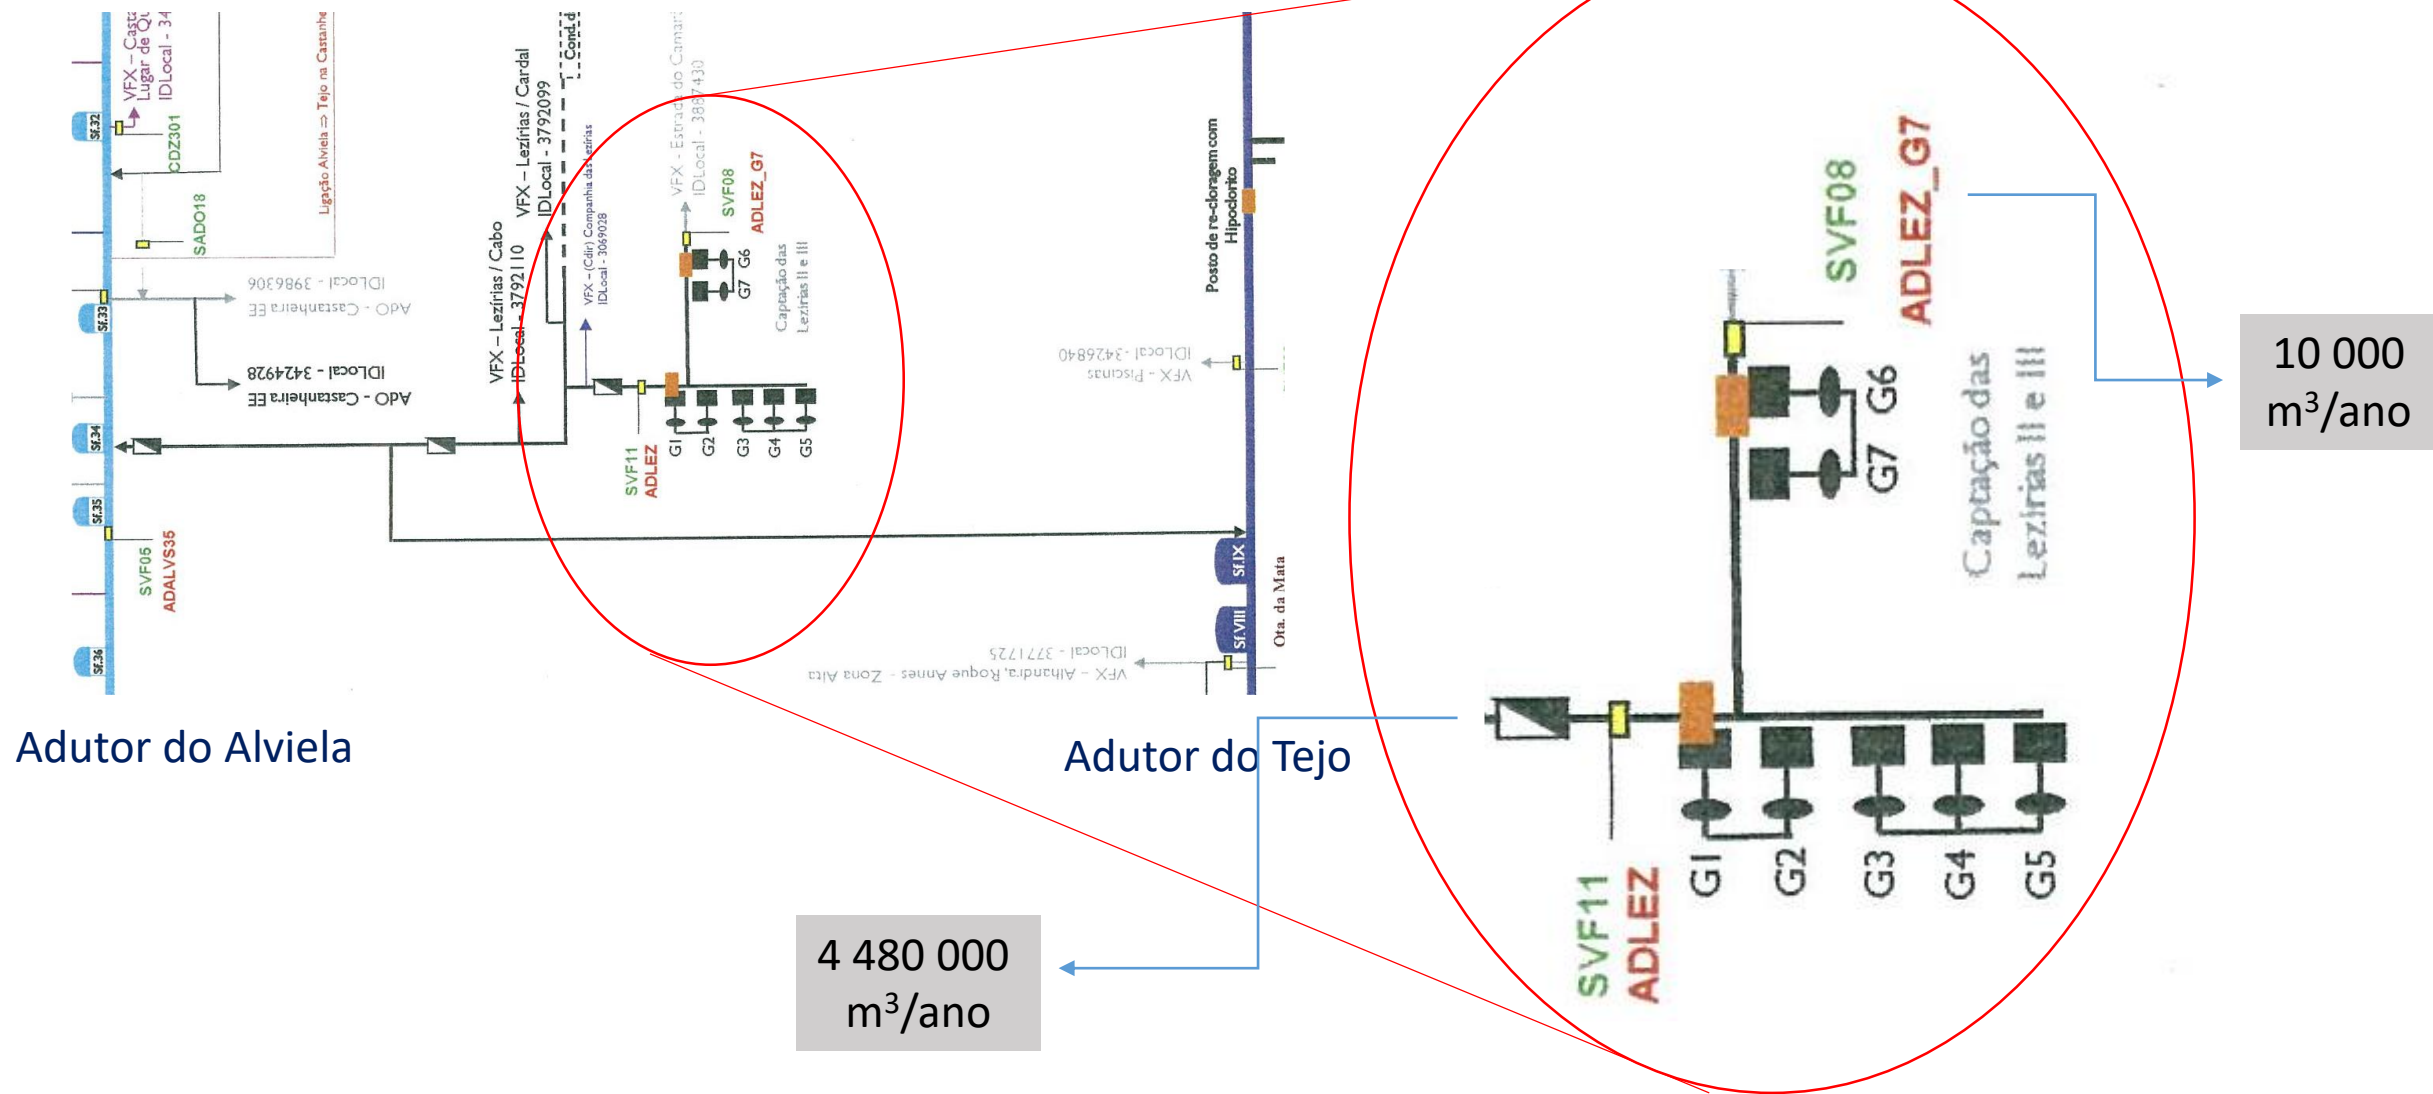 Sf.32
VFX – Casta
Lugar de Qu
IDLocal - 34
CDZ301
SADO18
Ligação Alviela => Tejo na Castanhe
Sf.33
IDLocal - 3986306
AdO - Castanheira EE
IDLocal - 3424928
AdO - Castanheira EE
Sf.34
Sf.35
SVF05
ADALVS35
Sf.36
VFX – Lezírias / Cabo
IDLocal - 3792110
VFX – Lezírias / Cardal
IDLocal - 3792099
Cond. d
VFX – (Cdir) Companhia das Lezírias
IDLocal - 3069028
VFX - Estrada do Camar
IDLocal - 3887430
SVF08
ADLEZ_G7
G7
G6
Captação das
Lezírias II e III
SVF11
ADLEZ
G1
G2
G3
G4
G5
Posto de re-cloragem com
Hipoclorito
IDLocal -3426840
VFX - Piscinas
Sf.IX
Sf.VIII
Ota. da Mata
IDLocal - 3771725
VFX – Alhandra, Roque Annes - Zona Alta
Adutor do Alviela
Adutor do Tejo
SVF08
ADLEZ_G7
G7
G6
Captação das
Lezírias II e III
SVF11
ADLEZ
G1
G2
G3
G4
G5
10 000
m³/ano
4 480 000
m³/ano